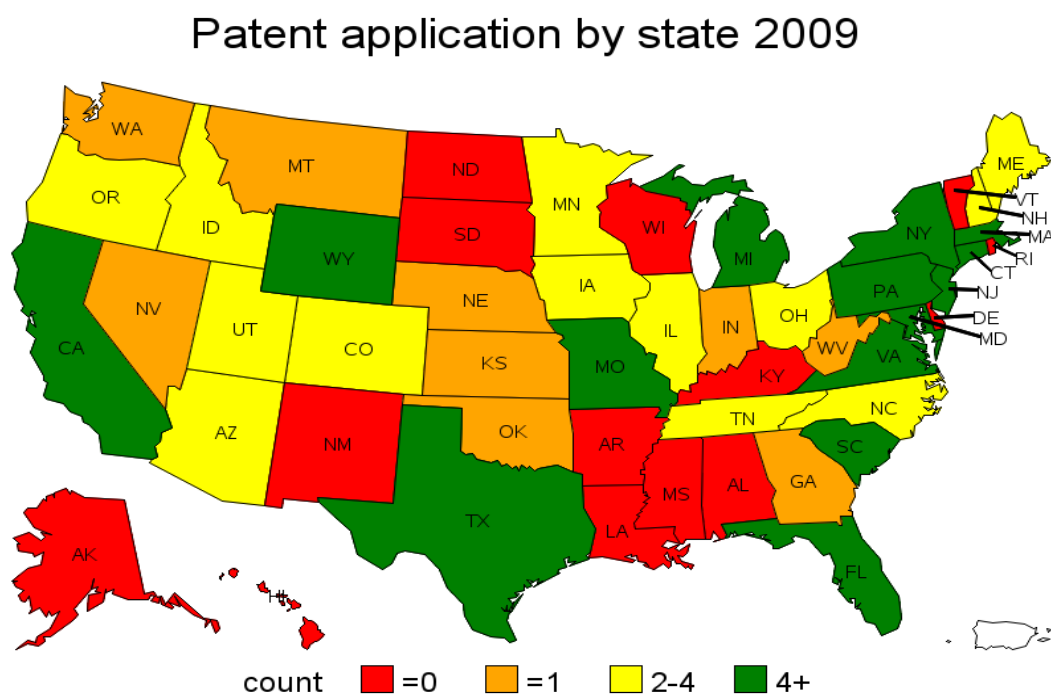 Patent application by state 2009
WA
MT
ND
MN
ME
OR
ID
SD
WI
VT
NH
WY
MI
NY
MA
RI
CT
NV
UT
NE
IA
PA
NJ
CA
CO
KS
IL
IN
OH
WV
DE
MD
VA
MO
KY
AZ
NM
OK
AR
TN
NC
SC
MS
AL
GA
TX
LA
AK
HI
FL
count =0 =1 2-4 4+